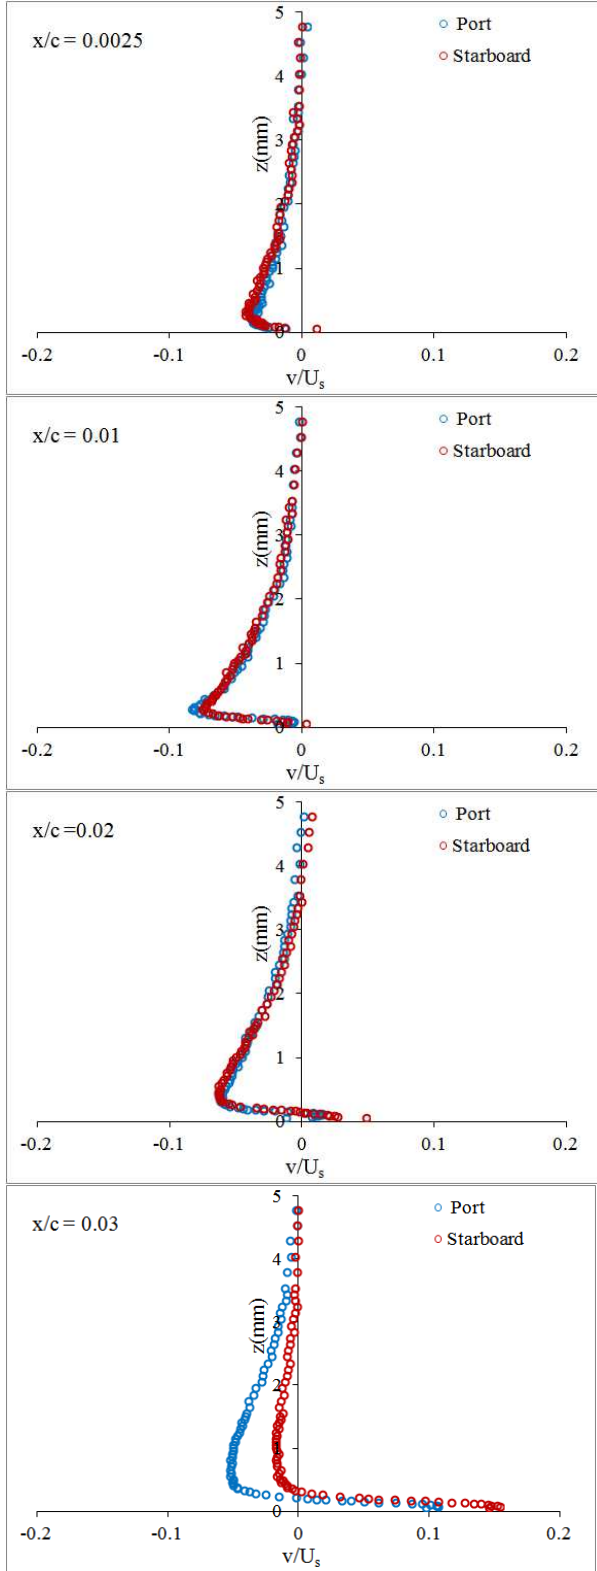 x/c = 0.0025
Port
Starboard
5
4
3
2
1
0
z(mm)
-0.2 -0.1 0 0.1 0.2
v/Us
x/c = 0.01
Port
Starboard
5
4
3
2
1
0
z(mm)
-0.2 -0.1 0 0.1 0.2
v/Us
x/c =0.02
Port
Starboard
5
4
3
2
1
0
z(mm)
-0.2 -0.1 0 0.1 0.2
v/Us
x/c = 0.03
Port
Starboard
5
4
3
2
1
0
z(mm)
-0.2 -0.1 0 0.1 0.2
v/Us